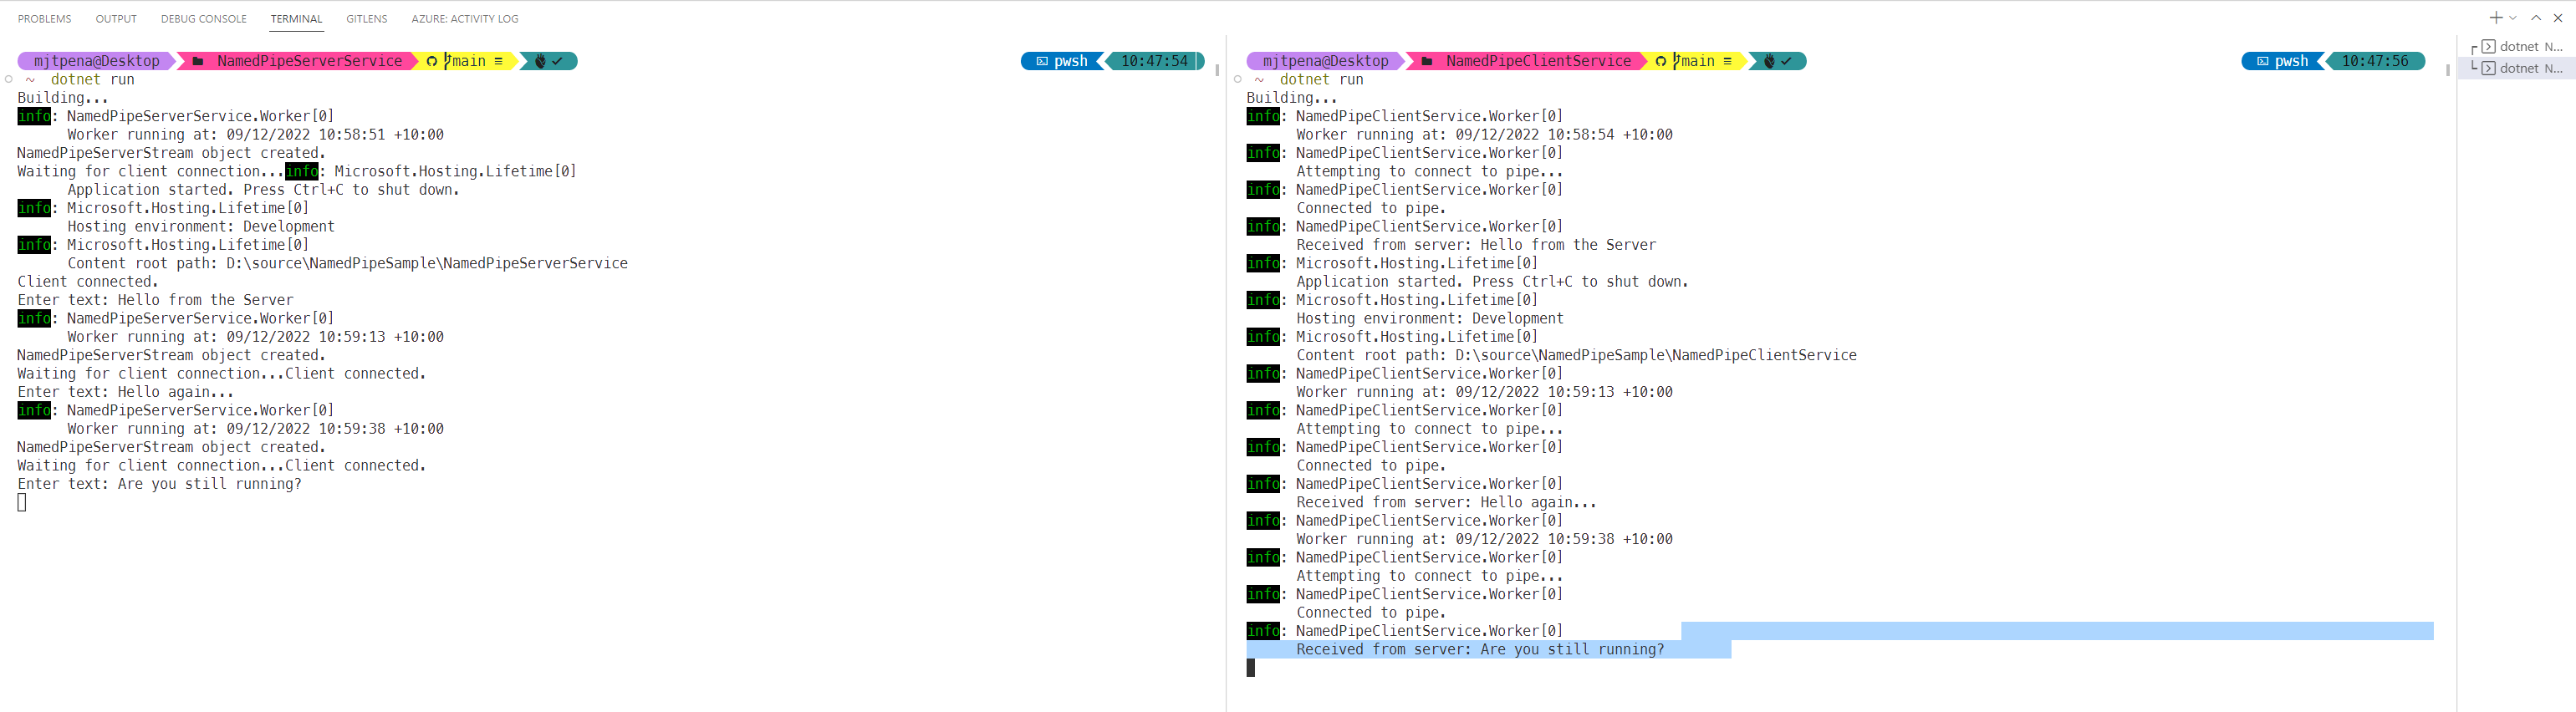 PROBLEMS OUTPUT DEBUG CONSOLE TERMINAL GITLENS AZURE: ACTIVITY LOG
mjtpena@Desktop NamedPipeServerService main ≡ pwsh 10:47:54
~ dotnet run
Building...
info: NamedPipeServerService.Worker[0]
Worker running at: 09/12/2022 10:58:51 +10:00
NamedPipeServerStream object created.
Waiting for client connection...info: Microsoft.Hosting.Lifetime[0]
Application started. Press Ctrl+C to shut down.
info: Microsoft.Hosting.Lifetime[0]
Hosting environment: Development
info: Microsoft.Hosting.Lifetime[0]
Content root path: D:\source\NamedPipeSample\NamedPipeServerService
Client connected.
Enter text: Hello from the Server
info: NamedPipeServerService.Worker[0]
Worker running at: 09/12/2022 10:59:13 +10:00
NamedPipeServerStream object created.
Waiting for client connection...Client connected.
Enter text: Hello again...
info: NamedPipeServerService.Worker[0]
Worker running at: 09/12/2022 10:59:38 +10:00
NamedPipeServerStream object created.
Waiting for client connection...Client connected.
Enter text: Are you still running?
mjtpena@Desktop NamedPipeClientService main ≡ pwsh 10:47:56
~ dotnet run
Building...
info: NamedPipeClientService.Worker[0]
Worker running at: 09/12/2022 10:58:54 +10:00
info: NamedPipeClientService.Worker[0]
Attempting to connect to pipe...
info: NamedPipeClientService.Worker[0]
Connected to pipe.
info: NamedPipeClientService.Worker[0]
Received from server: Hello from the Server
info: Microsoft.Hosting.Lifetime[0]
Application started. Press Ctrl+C to shut down.
info: Microsoft.Hosting.Lifetime[0]
Hosting environment: Development
info: Microsoft.Hosting.Lifetime[0]
Content root path: D:\source\NamedPipeSample\NamedPipeClientService
info: NamedPipeClientService.Worker[0]
Worker running at: 09/12/2022 10:59:13 +10:00
info: NamedPipeClientService.Worker[0]
Attempting to connect to pipe...
info: NamedPipeClientService.Worker[0]
Connected to pipe.
info: NamedPipeClientService.Worker[0]
Received from server: Hello again...
info: NamedPipeClientService.Worker[0]
Worker running at: 09/12/2022 10:59:38 +10:00
info: NamedPipeClientService.Worker[0]
Attempting to connect to pipe...
info: NamedPipeClientService.Worker[0]
Connected to pipe.
info: NamedPipeClientService.Worker[0]
Received from server: Are you still running?
dotnet N...
dotnet N...